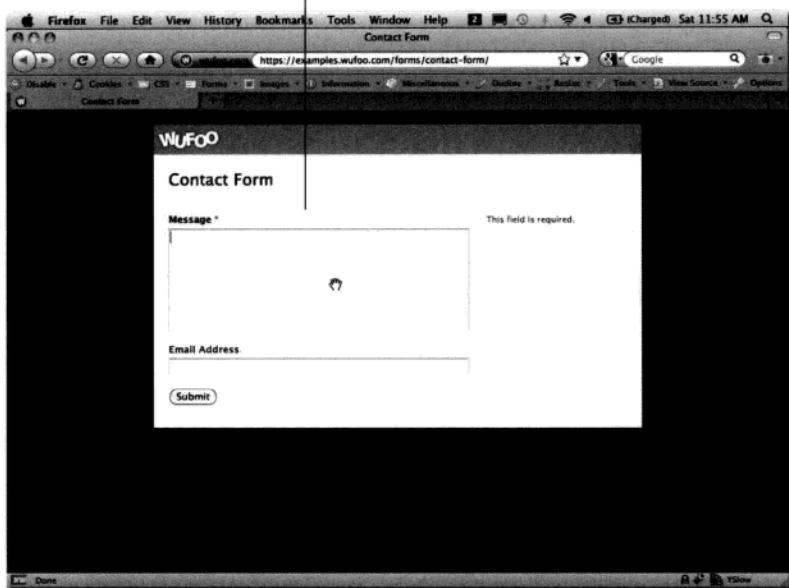 Firefox File Edit View History Bookmarks Tools Window Help 2 (Charged) Sat 11:55 AM
Contact Form
https://examples.wufoo.com/forms/contact-form/ Google
Disable Cookies CSS Forms Images Information Miscellaneous Outline Resize Tools View Source Options
Contact Form
WUFOO
Contact Form
Message * This field is required.
Email Address
Submit
Done YSlow